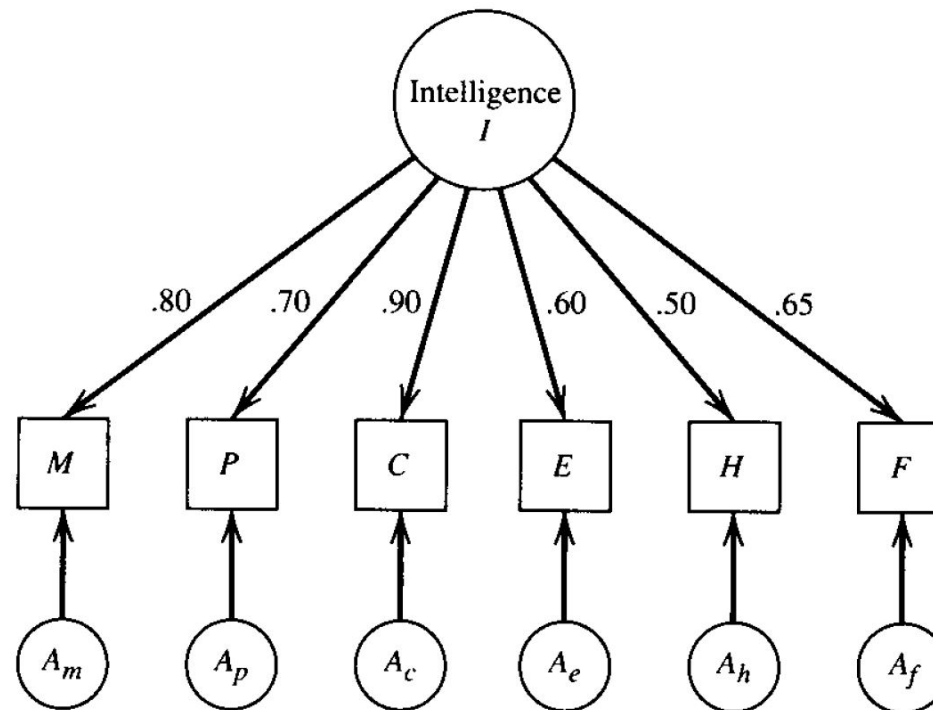 Intelligence
I
.80 .70 .90 .60 .50 .65
M P C E H F
A_m A_p A_c A_e A_h A_f